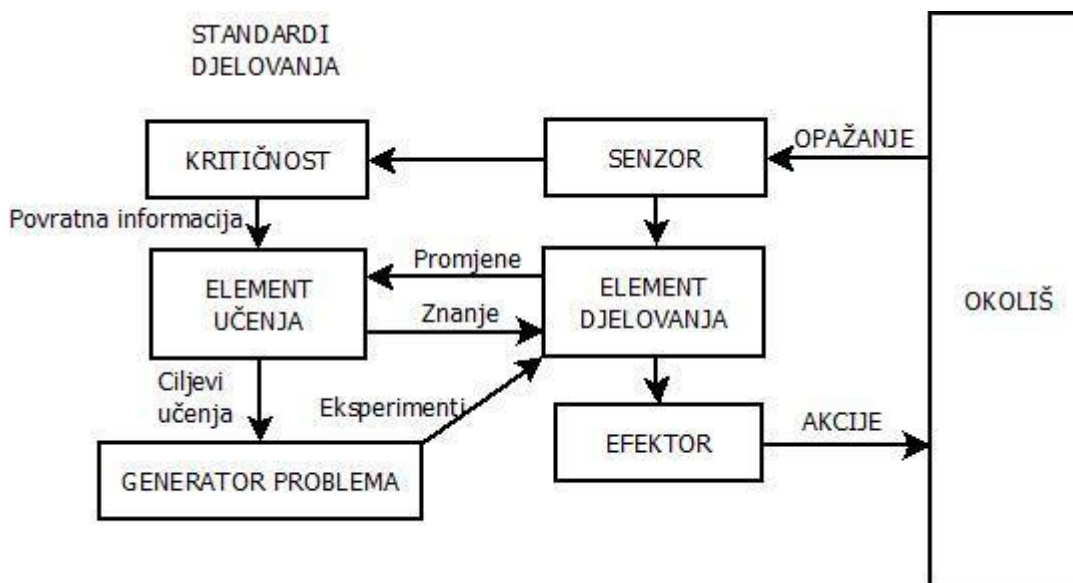 STANDARDI
DJELOVANJA
KRITIČNOST
SENZOR
OPAŽANJE
Povratna informacija
ELEMENT
UČENJA
Promjene
Znanje
ELEMENT
DJELOVANJA
OKOLIŠ
Ciljevi
učenja
Eksperimenti
GENERATOR PROBLEMA
EFEKTOR
AKCIJE